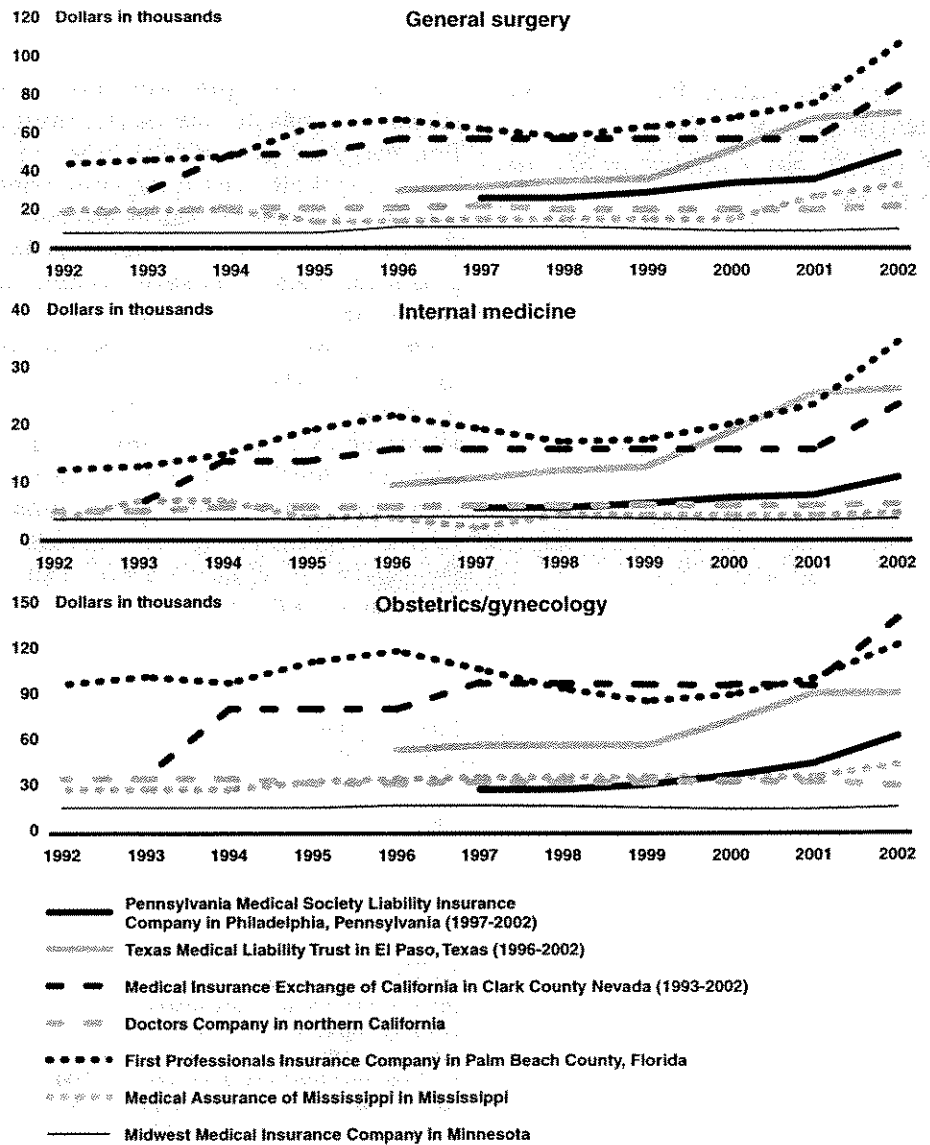 120 Dollars in thousands General surgery
100
80
60
40
20
0
1992 1993 1994 1995 1996 1997 1998 1999 2000 2001 2002
40 Dollars in thousands Internal medicine
30
20
10
0
1992 1993 1994 1995 1996 1997 1998 1999 2000 2001 2002
150 Dollars in thousands Obstetrics/gynecology
120
90
60
30
0
1992 1993 1994 1995 1996 1997 1998 1999 2000 2001 2002
Pennsylvania Medical Society Liability Insurance
Company in Philadelphia, Pennsylvania (1997-2002)
Texas Medical Liability Trust in El Paso, Texas (1996-2002)
Medical Insurance Exchange of California in Clark County Nevada (1993-2002)
Doctors Company in northern California
First Professionals Insurance Company in Palm Beach County, Florida
Medical Assurance of Mississippi in Mississippi
Midwest Medical Insurance Company in Minnesota